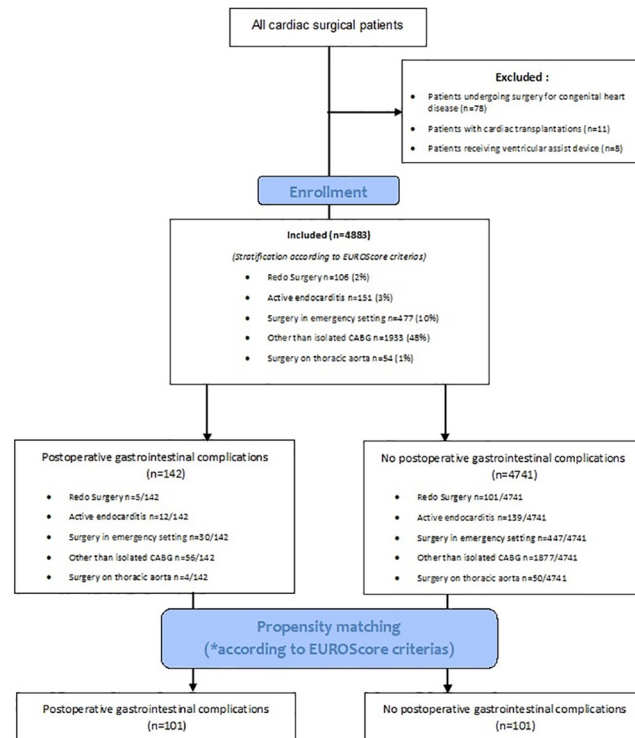 All cardiac surgical patients
Excluded :
• Patients undergoing surgery for congenital heart
disease (n=78)
• Patients with cardiac transplantations (n=11)
• Patients receiving ventricular assist device (n=8)
Enrollment
Included (n=4883)
(Stratification according to EUROScore criterias)
• Redo Surgery n=106 (2%)
• Active endocarditis n=151 (3%)
• Surgery in emergency setting n=477 (10%)
• Other than isolated CABG n=1933 (48%)
• Surgery on thoracic aorta n=54 (1%)
Postoperative gastrointestinal complications
(n=142)
• Redo Surgery n=5/142
• Active endocarditis n=12/142
• Surgery in emergency setting n=30/142
• Other than isolated CABG n=56/142
• Surgery on thoracic aorta n=4/142
No postoperative gastrointestinal complications
(n=4741)
• Redo Surgery n=101/4741
• Active endocarditis n=139/4741
• Surgery in emergency setting n=447/4741
• Other than isolated CABG n=1877/4741
• Surgery on thoracic aorta n=50/4741
Propensity matching
(*according to EUROScore criterias)
Postoperative gastrointestinal complications
(n=101)
No postoperative gastrointestinal complications
(n=101)